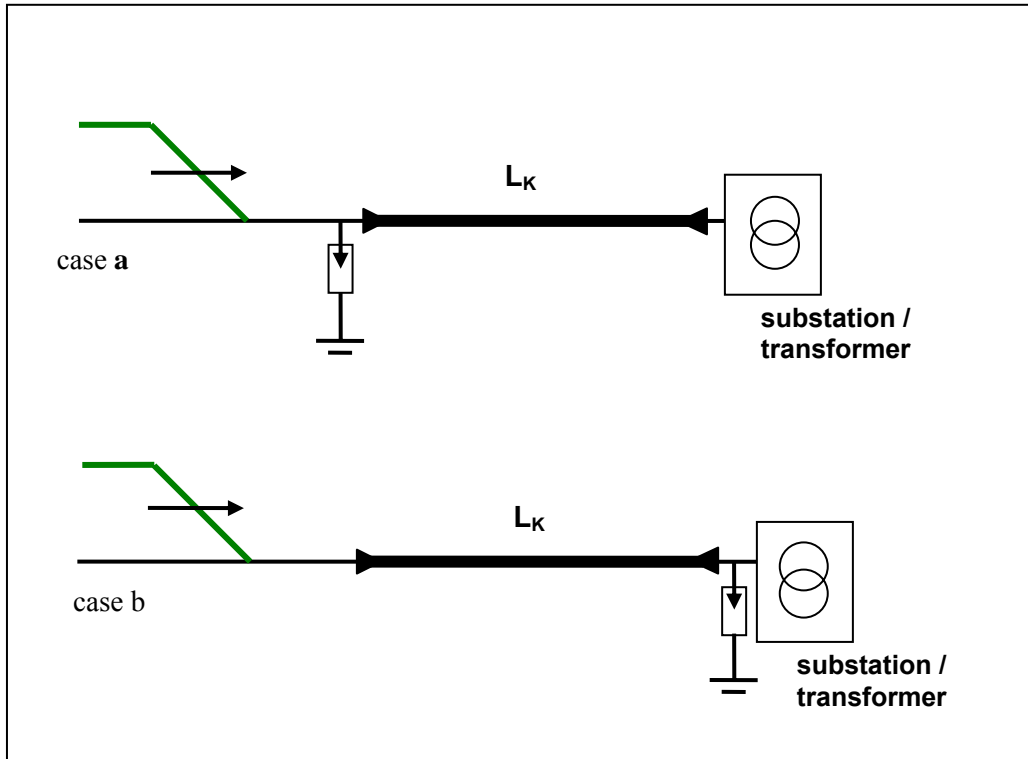 L_K
case a
substation /
transformer
L_K
case b
substation /
transformer